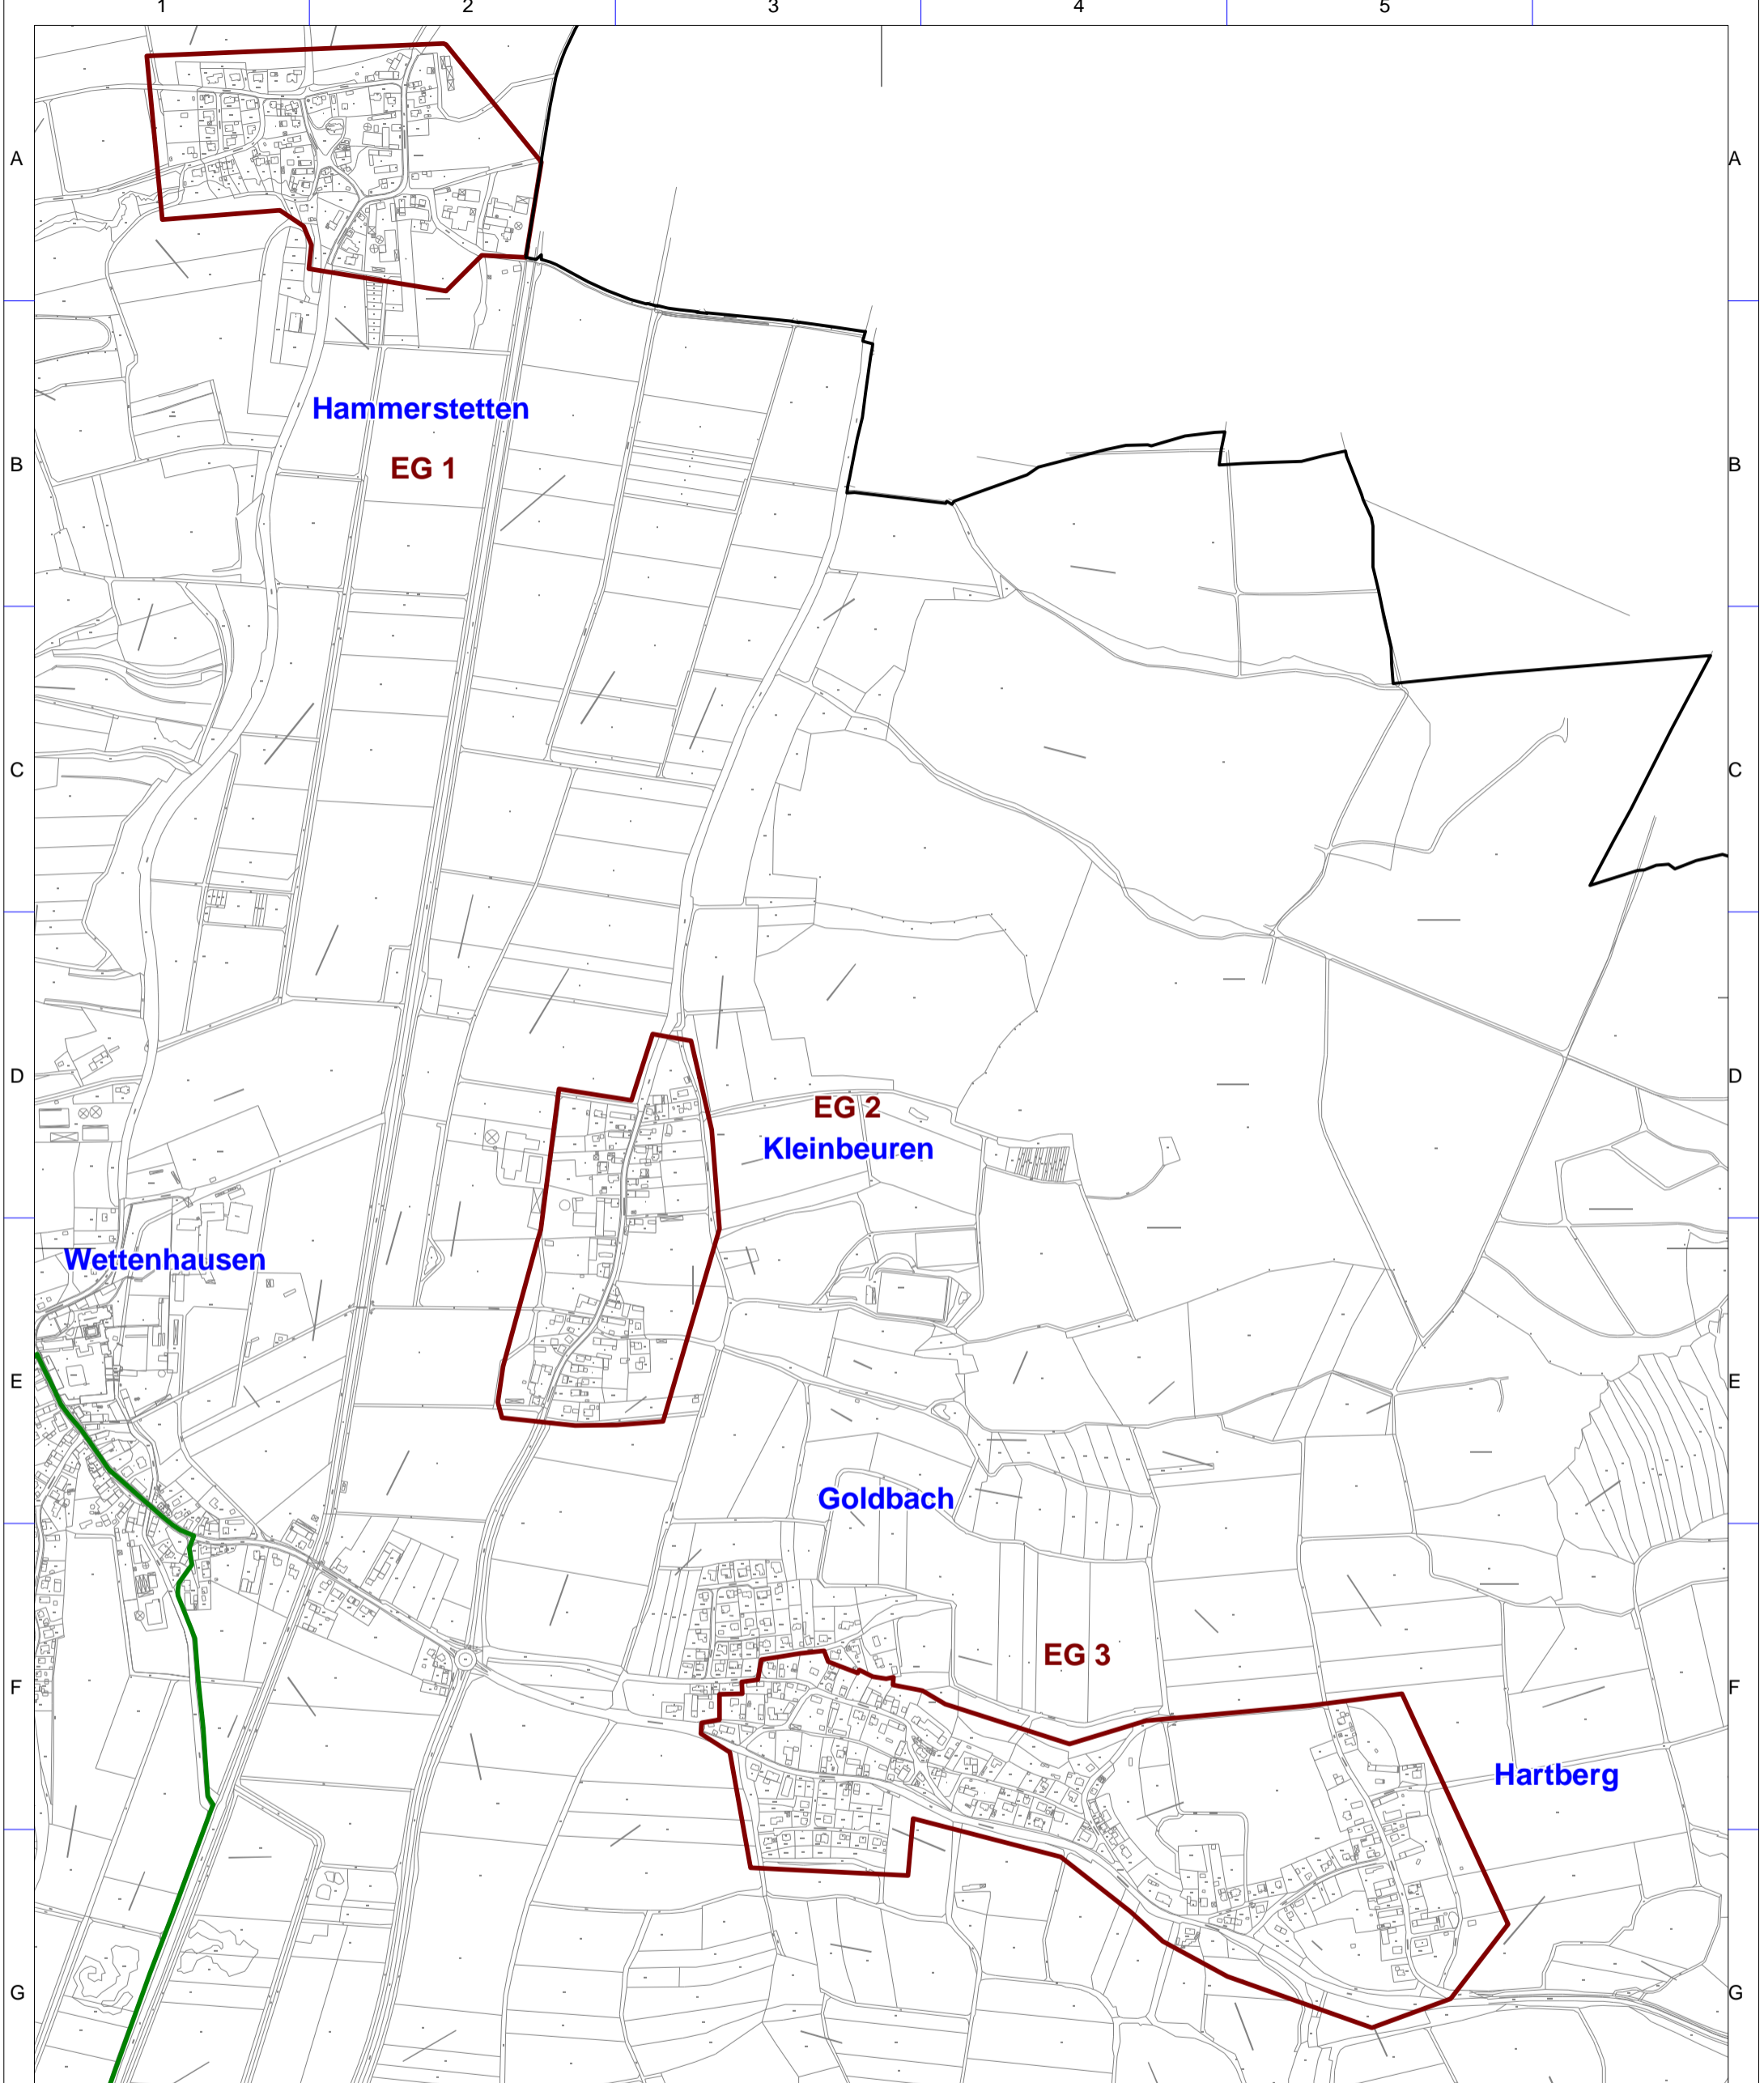 1 2 3 4 5
A A
Hammerstetten
EG 1
B B
C C
D D
EG 2
Kleinbeuren
Wettenhausen
E E
Goldbach
EG 3
F F
Hartberg
G G